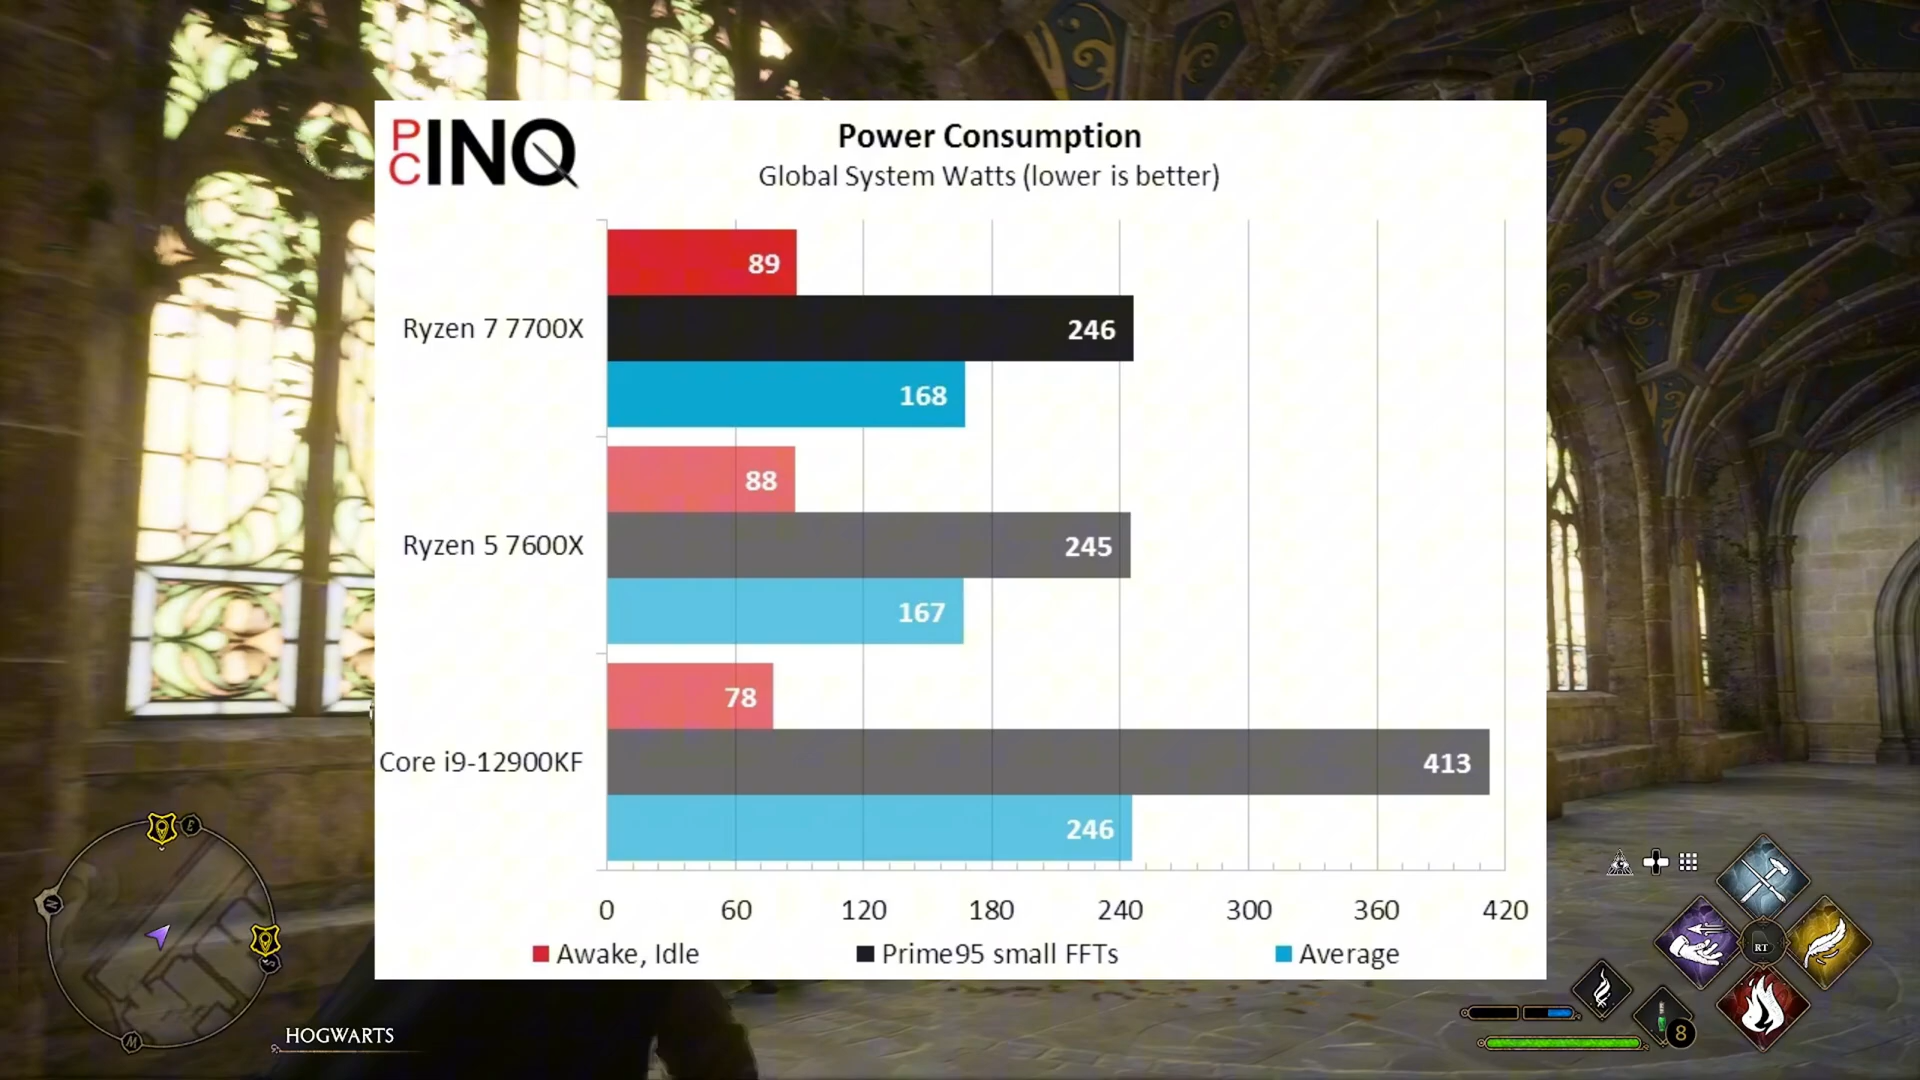 PC INQ
Power Consumption
Global System Watts (lower is better)
89
Ryzen 7 7700X
246
168
88
Ryzen 5 7600X
245
167
78
Core i9-12900KF
413
246
0 60 120 180 240 300 360 420
Awake, Idle Prime95 small FFTs Average
E
N
S
M
HOGWARTS
RT
8